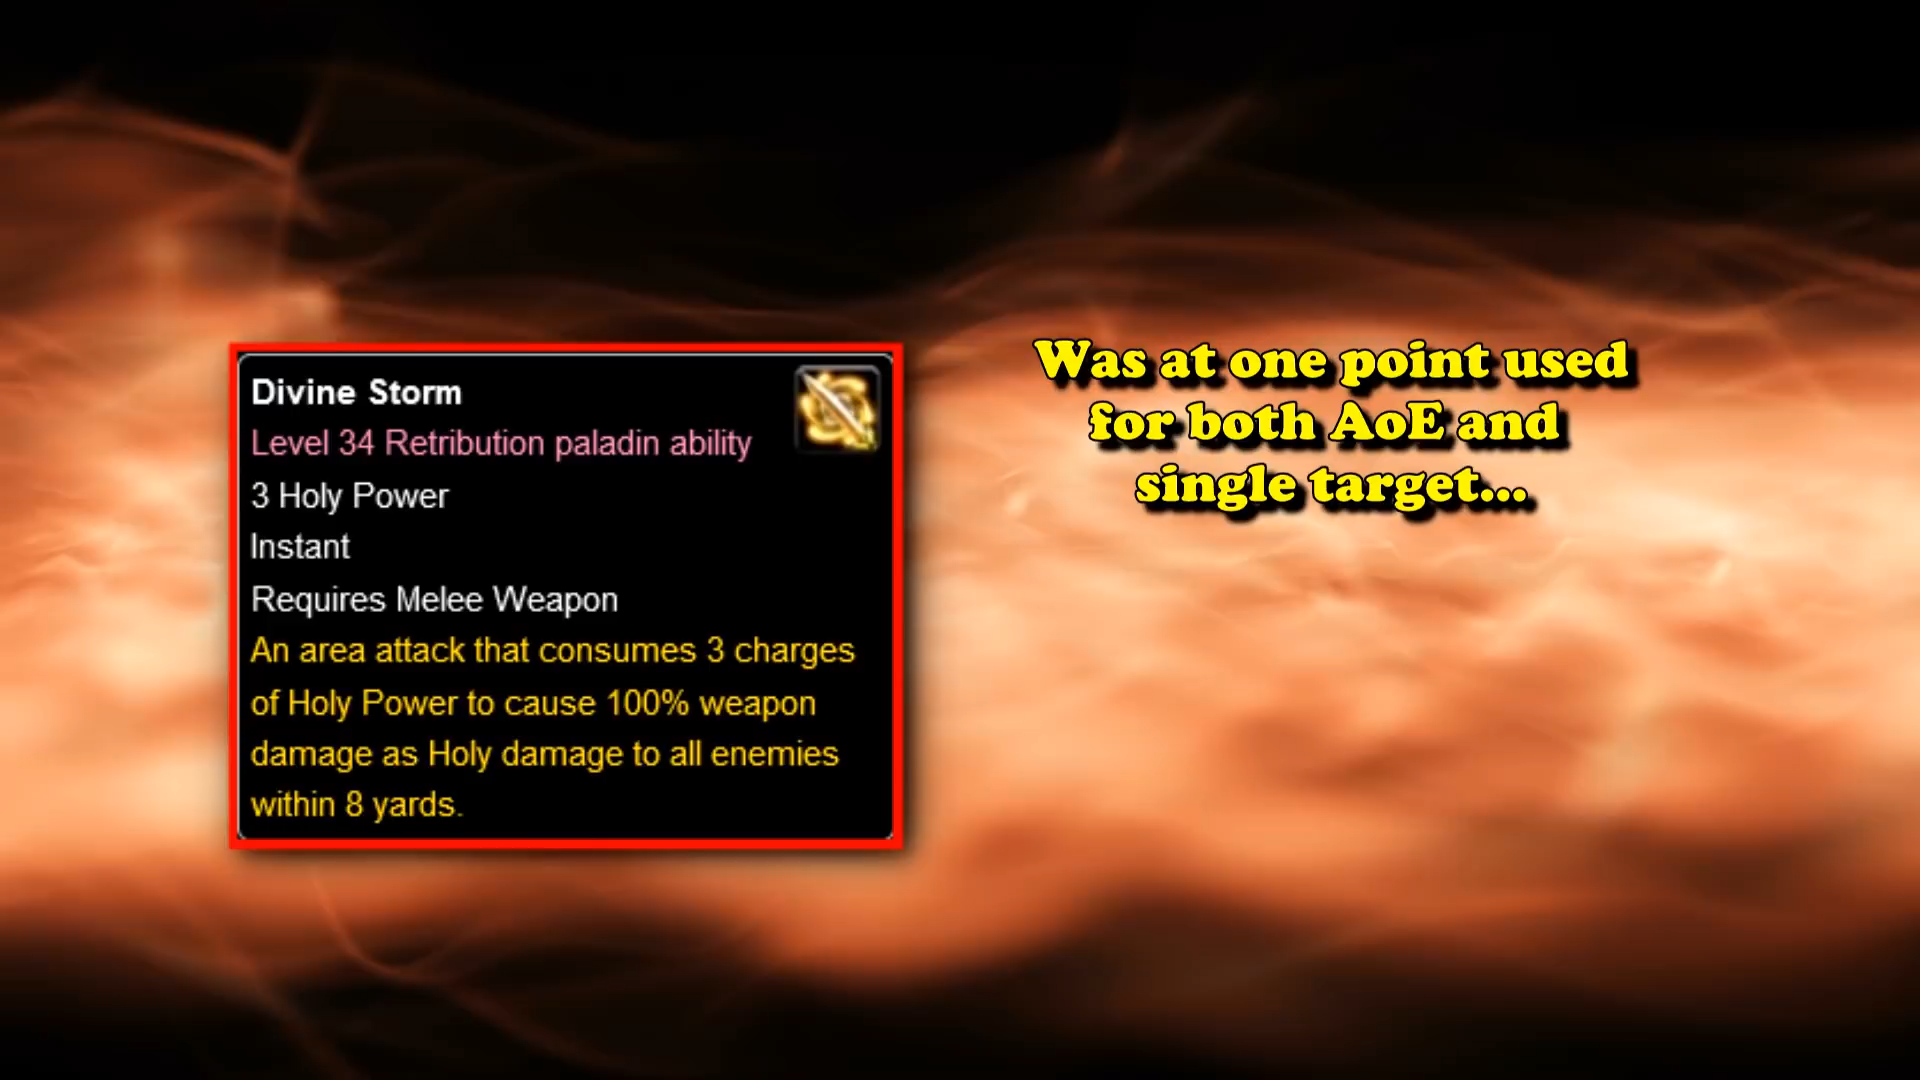 Divine Storm
Level 34 Retribution paladin ability
3 Holy Power
Instant
Requires Melee Weapon
An area attack that consumes 3 charges
of Holy Power to cause 100% weapon
damage as Holy damage to all enemies
within 8 yards.
Was at one point used
for both AoE and
single target...